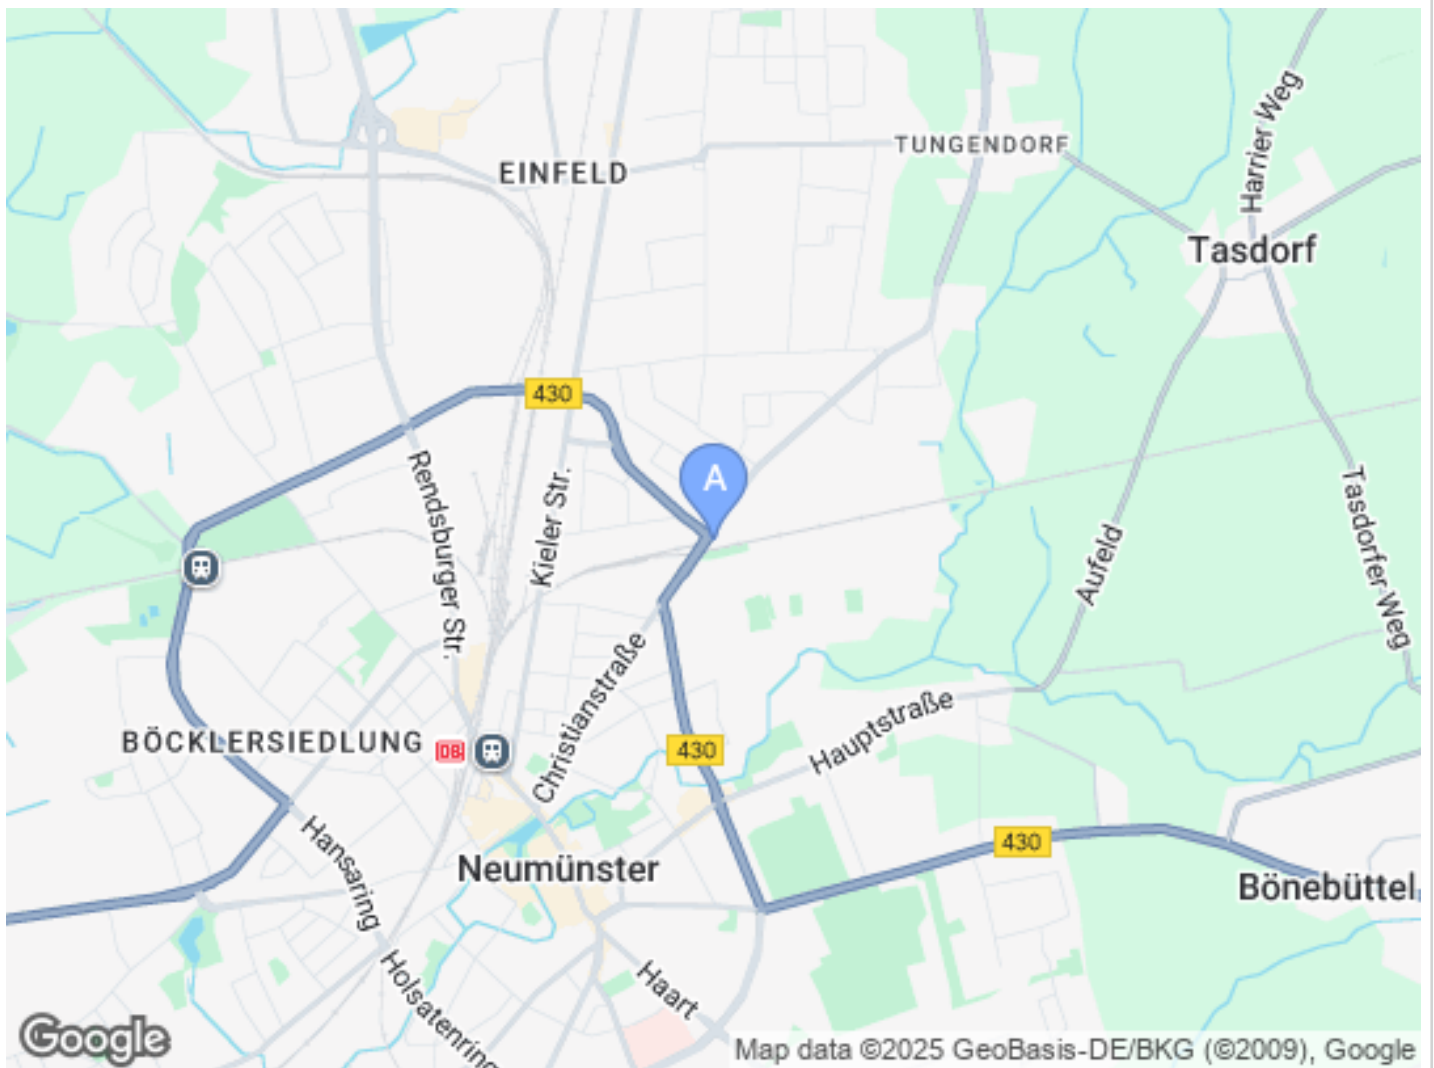 TUNGENDORF
Harrier Weg
EINFELD
Tasdorf
430
A
Rendsburger Str.
Kieler Str.
Aufeld
Tasdorfer Weg
Christianstraße
Hauptstraße
BÖCKLERSIEDLUNG
DB
430
430
Hansaring
Neumünster
Bönebüttel
Holsatenring
Haart
Google
Map data ©2025 GeoBasis-DE/BKG (©2009), Google